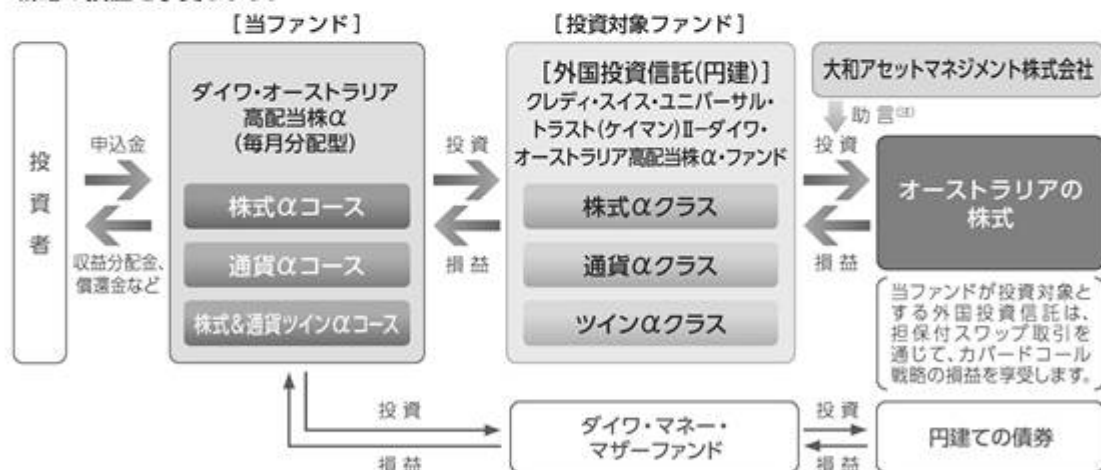 [当ファンド]
[投資対象ファンド]
投資者
申込金
収益分配金、
償還金など
ダイワ・オーストラリア
高配当株α
(毎月分配型)
株式αコース
通貨αコース
株式&通貨ツインαコース
投資
損益
[外国投資信託(円建)]
クレディ・スイス・ユニバーサル・
トラスト(ケイマン)Ⅱ−ダイワ・
オーストラリア高配当株α・ファンド
株式αクラス
通貨αクラス
ツインαクラス
大和アセットマネジメント株式会社
助言(注)
投資
損益
オーストラリアの
株式
当ファンドが投資対象と
する外国投資信託は、
担保付スワップ取引を
通じて、カバードコール
戦略の損益を享受します。
投資
損益
ダイワ・マネー・
マザーファンド
投資
損益
円建ての債券